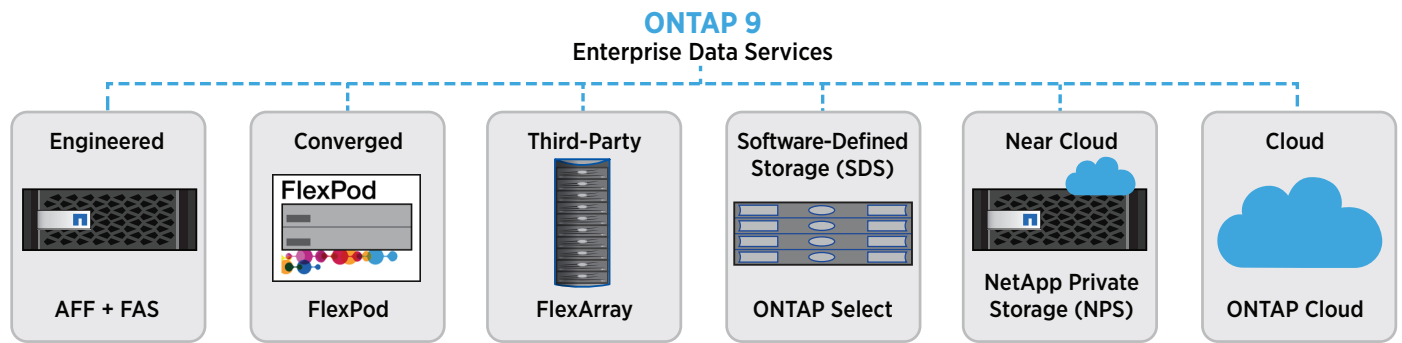 ONTAP 9
Enterprise Data Services
Engineered
AFF + FAS
Converged
FlexPod
FlexPod
Third-Party
FlexArray
Software-Defined
Storage (SDS)
ONTAP Select
Near Cloud
NetApp Private
Storage (NPS)
Cloud
ONTAP Cloud